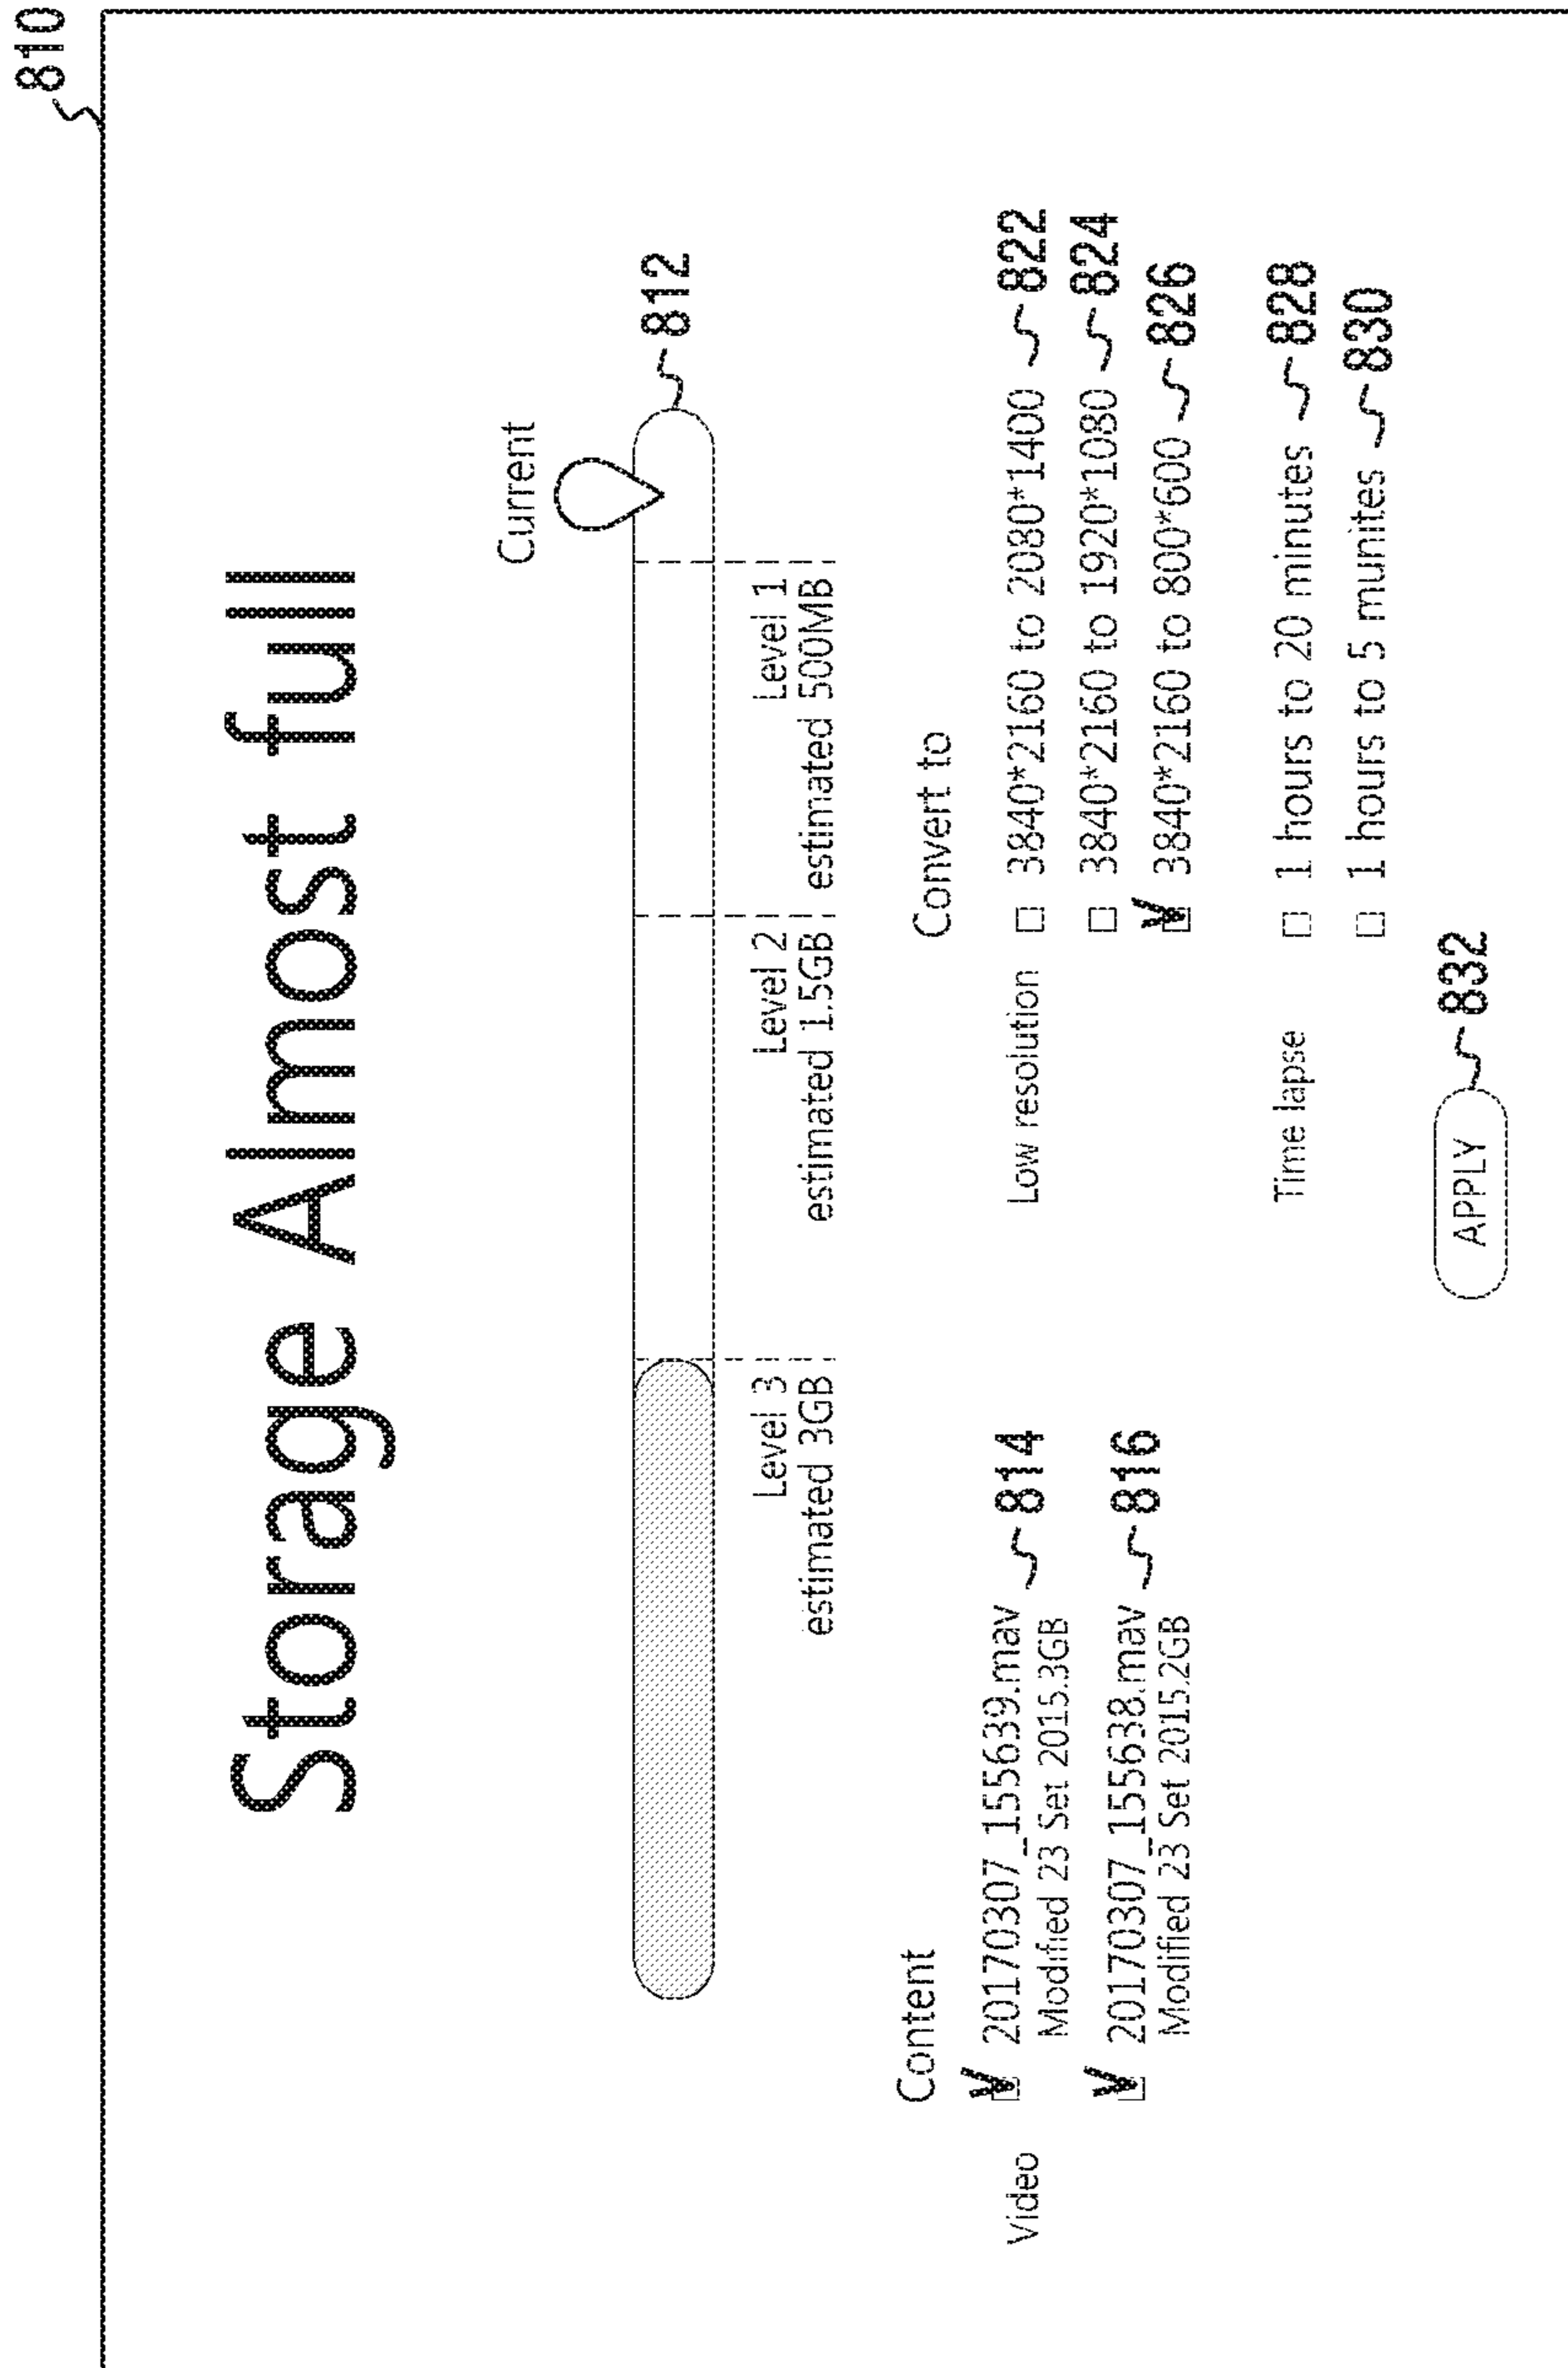 810
Storage Almost full
Current
812
Level 3 Level 2 Level 1
estimated 3GB estimated 1.5GB estimated 500MB
Content Convert to
Video 20170307_155639.mav 814 Low resolution 3840*2160 to 2080*1400 822
Modified 23 Set 2015.3GB
3840*2160 to 1920*1080 824
20170307_155638.mav 816
3840*2160 to 800*600 826
Modified 23 Set 2015.2GB
Time lapse 1 hours to 20 minutes 828
1 hours to 5 munites 830
APPLY 832